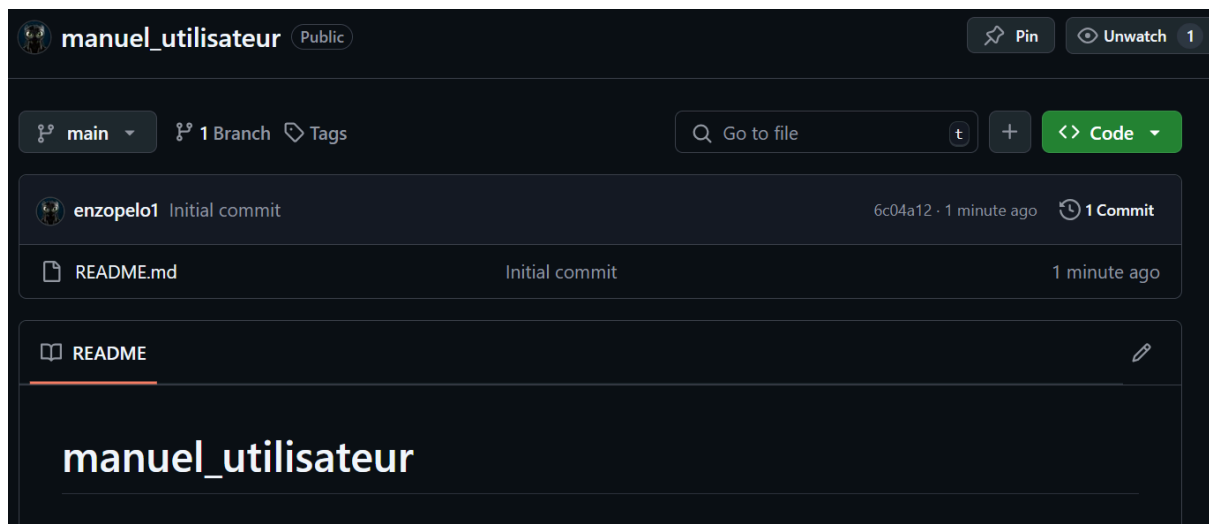 manuel_utilisateur Public Pin Unwatch 1
main 1 Branch Tags Go to file t + <> Code
enzopelo1 Initial commit 6c04a12 · 1 minute ago 1 Commit
README.md Initial commit 1 minute ago
README
manuel_utilisateur